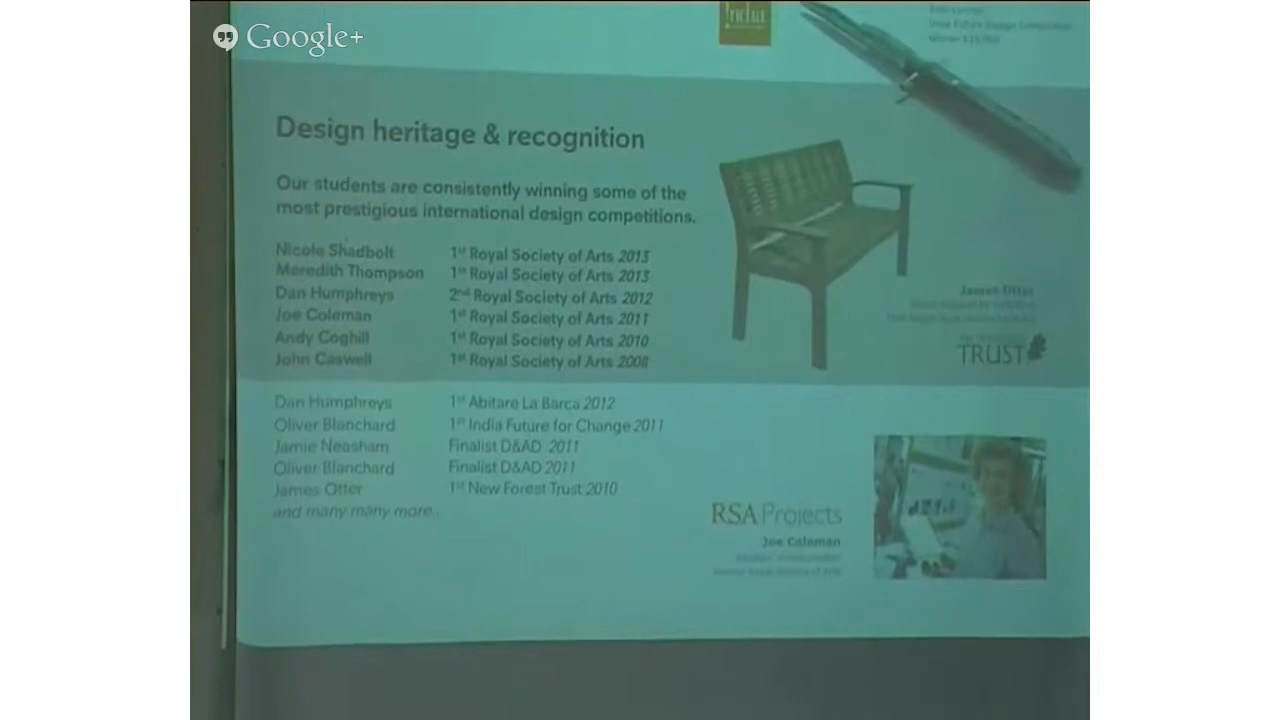 Google+
India
Design heritage & recognition
Our students are consistently winning some of the
most prestigious international design competitions.
Nicole Shadbolt 1st Royal Society of Arts 2013
Meredith Thompson 1st Royal Society of Arts 2013
Dan Humphreys 2nd Royal Society of Arts 2012
Joe Coleman 1st Royal Society of Arts 2011
Andy Coghill 1st Royal Society of Arts 2010
John Caswell 1st Royal Society of Arts 2008
Dan Humphreys 1st Abitare La Barca 2012
Oliver Blanchard 1st India Future for Change 2011
Jamie Neasham Finalist D&AD 2011
Oliver Blanchard Finalist D&AD 2011
James Otter 1st New Forest Trust 2010
and many many more..
James Otter
TRUST
RSA Projects
Joe Coleman